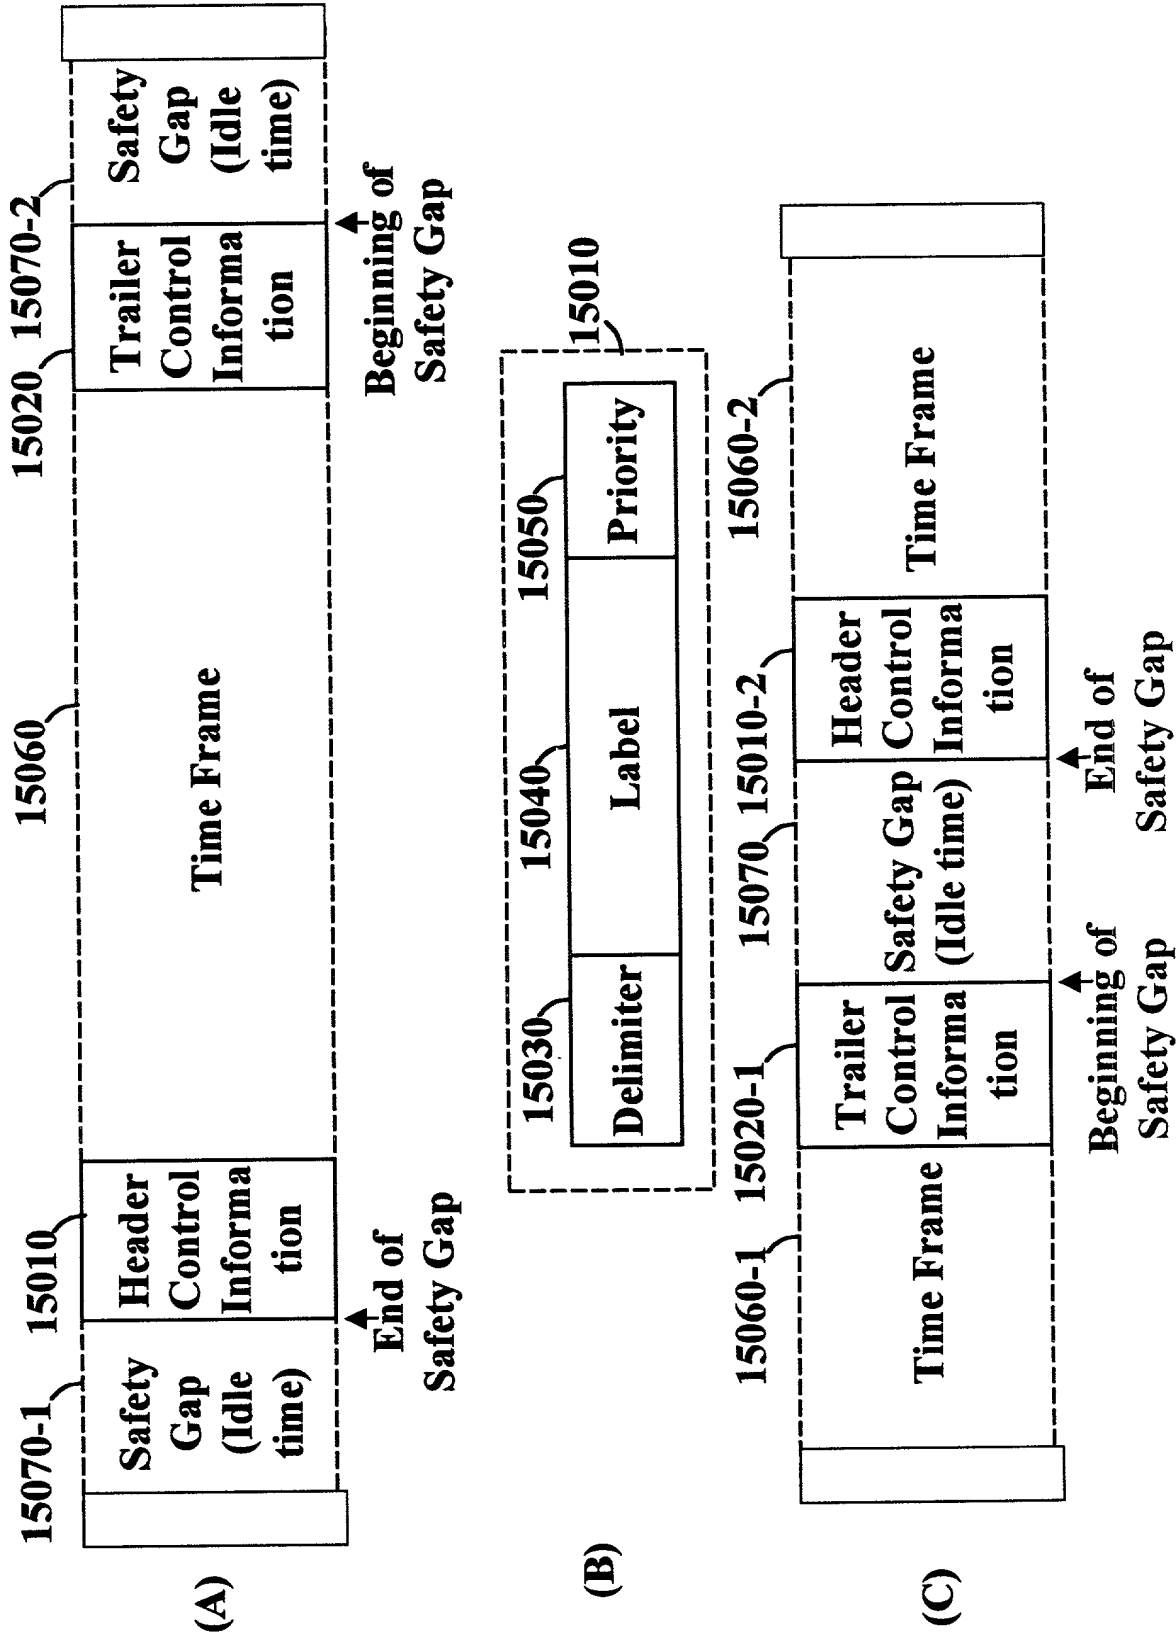 (A)
15070-1
15010
15060
15020
15070-2
Safety
Gap
(Idle
time)
Header
Control
Informa
tion
Time Frame
Trailer
Control
Informa
tion
Safety
Gap
(Idle
time)
End of
Safety Gap
Beginning of
Safety Gap
(B)
15030
15040
15050
15010
Delimiter
Label
Priority
(C)
15060-1
15020-1
15070
15010-2
15060-2
Time Frame
Trailer
Control
Informa
tion
Safety Gap
(Idle time)
Header
Control
Informa
tion
Time Frame
Beginning of
Safety Gap
End of
Safety Gap